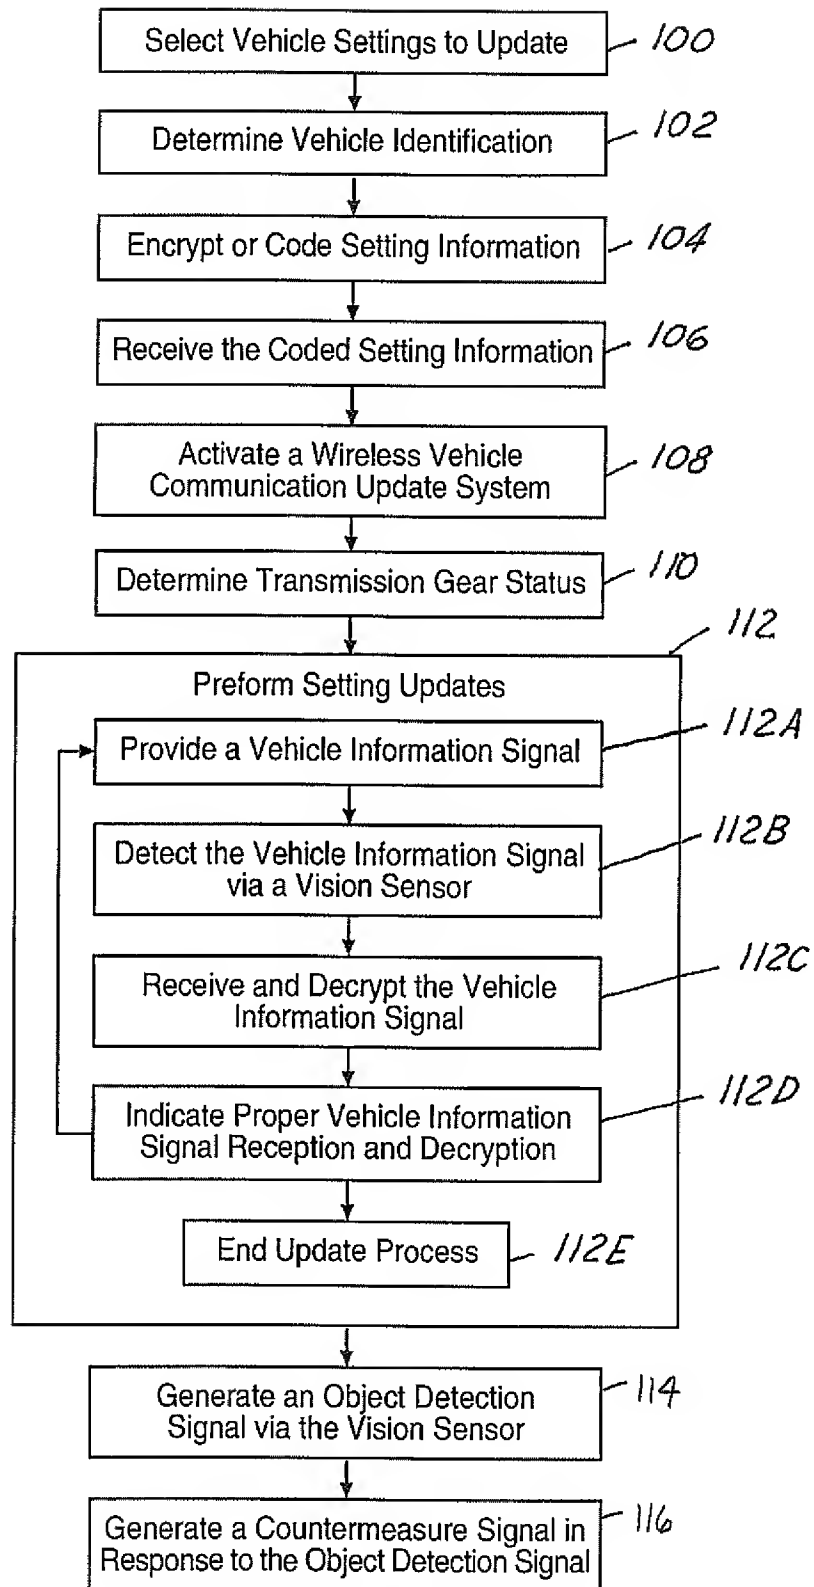 Select Vehicle Settings to Update
100
Determine Vehicle Identification
102
Encrypt or Code Setting Information
104
Receive the Coded Setting Information
106
Activate a Wireless Vehicle
Communication Update System
108
Determine Transmission Gear Status
110
112
Preform Setting Updates
Provide a Vehicle Information Signal
112A
Detect the Vehicle Information Signal
via a Vision Sensor
112B
Receive and Decrypt the Vehicle
Information Signal
112C
Indicate Proper Vehicle Information
Signal Reception and Decryption
112D
End Update Process
112E
Generate an Object Detection
Signal via the Vision Sensor
114
Generate a Countermeasure Signal in
Response to the Object Detection Signal
116